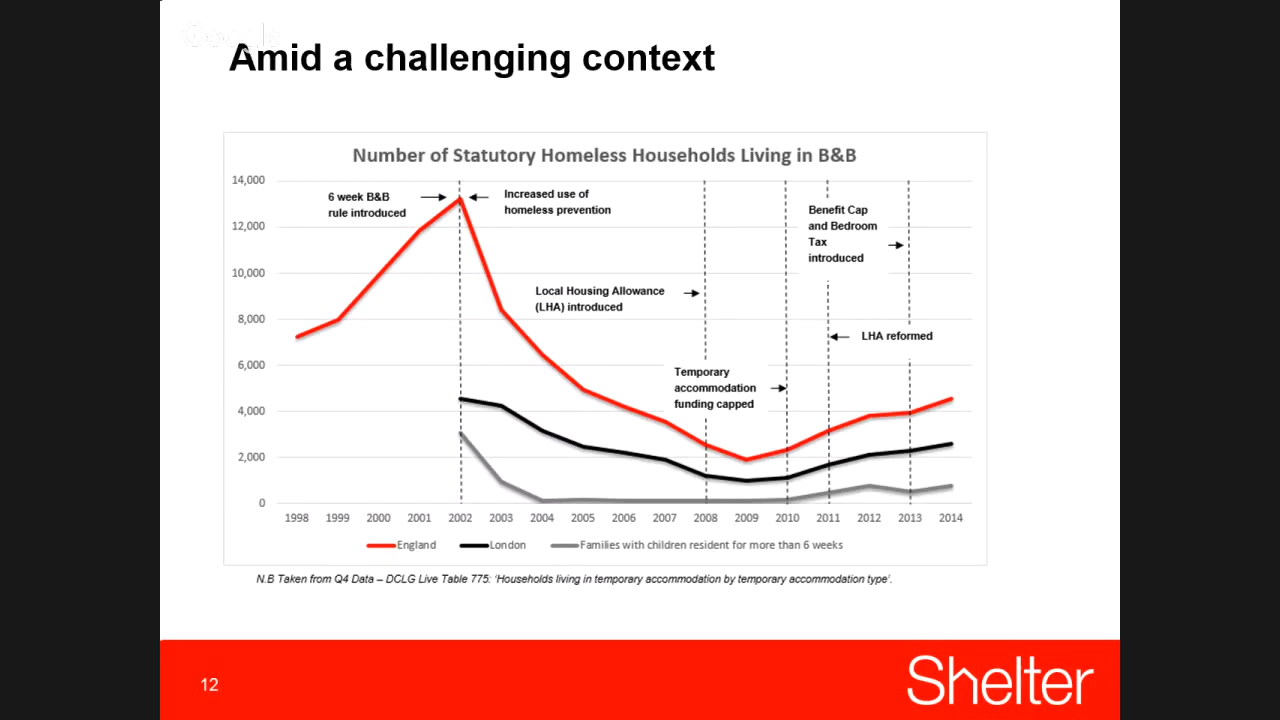 Google
Amid a challenging context
Number of Statutory Homeless Households Living in B&B
14,000
12,000
10,000
8,000
6,000
4,000
2,000
0
6 week B&B
rule introduced
Increased use of
homeless prevention
Local Housing Allowance
(LHA) introduced
Temporary
accommodation
funding capped
Benefit Cap
and Bedroom
Tax
introduced
LHA reformed
1998 1999 2000 2001 2002 2003 2004 2005 2006 2007 2008 2009 2010 2011 2012 2013 2014
England London Families with children resident for more than 6 weeks
N.B Taken from Q4 Data – DCLG Live Table 775: ‘Households living in temporary accommodation by temporary accommodation type’.
12
Shelter